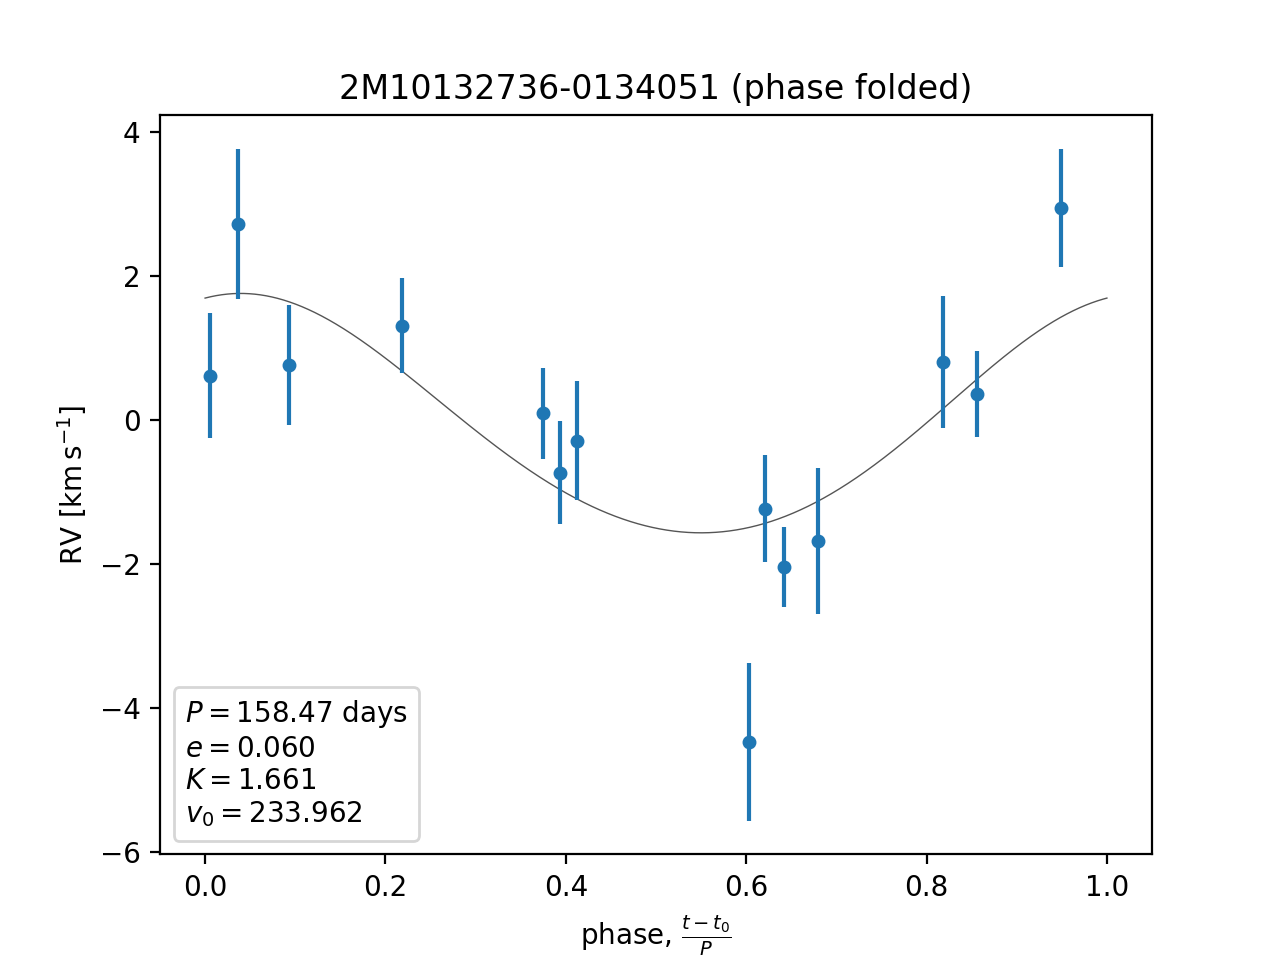 2M10132736-0134051 (phase folded)
4
2
0
−2
−4
−6
RV [km s⁻¹]
P = 158.47 days
e = 0.060
K = 1.661
v₀ = 233.962
0.0 0.2 0.4 0.6 0.8 1.0
phase, (t − t₀)/P